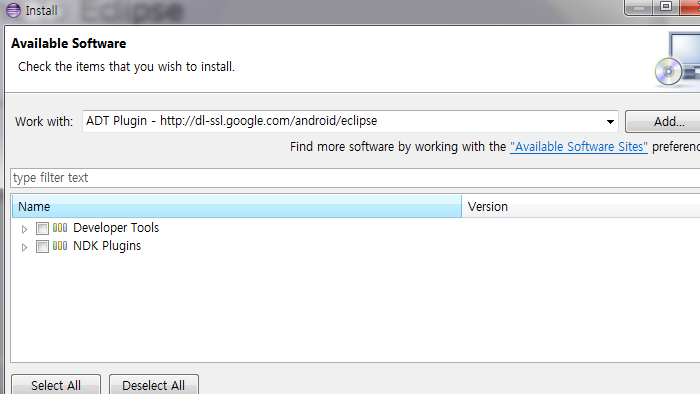 Install
Eclipse
Available Software
Check the items that you wish to install.
Work with: ADT Plugin - http://dl-ssl.google.com/android/eclipse Add...
Find more software by working with the "Available Software Sites" preferenc
type filter text
Name Version
Developer Tools
NDK Plugins
Select All Deselect All